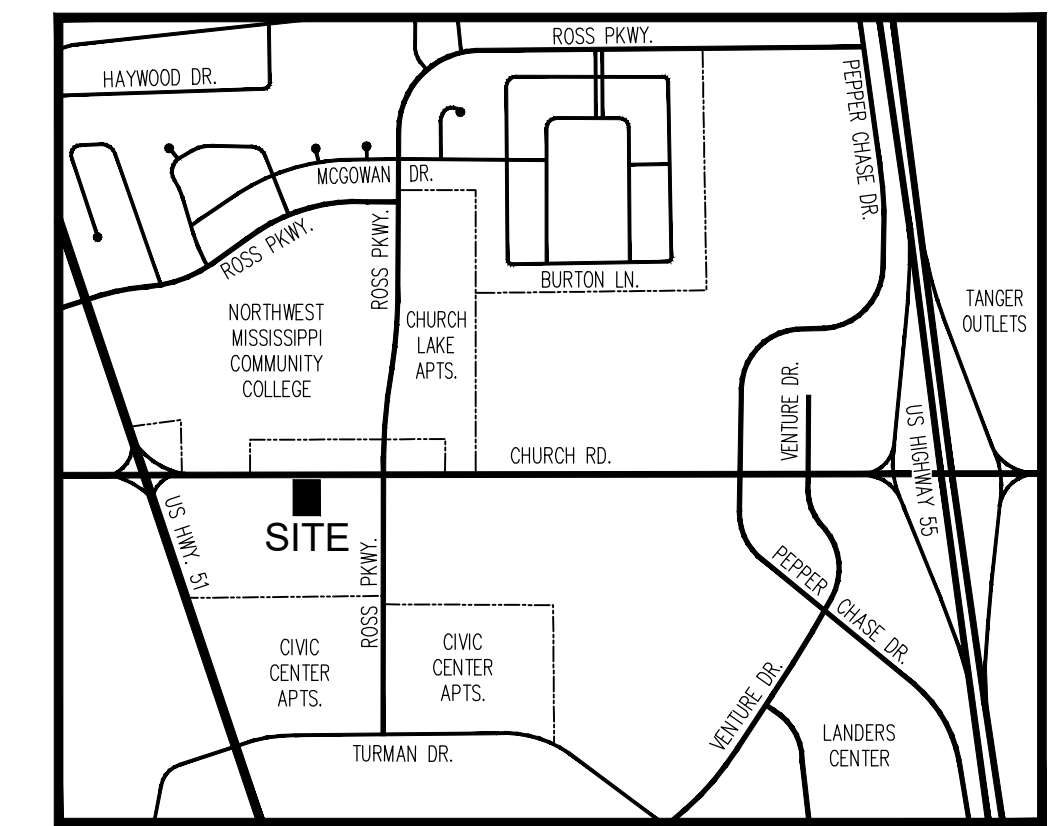 ROSS PKWY.
HAYWOOD DR.
PEPPER CHASE DR.
MCGOWAN DR.
ROSS PKWY.
ROSS PKWY.
BURTON LN.
TANGER
OUTLETS
NORTHWEST
MISSISSIPPI
COMMUNITY
COLLEGE
CHURCH
LAKE
APTS.
VENTURE DR.
US HIGHWAY 55
CHURCH RD.
US HWY. 51
SITE
ROSS PKWY.
PEPPER CHASE DR.
CIVIC
CENTER
APTS.
CIVIC
CENTER
APTS.
VENTURE DR.
LANDERS
CENTER
TURMAN DR.